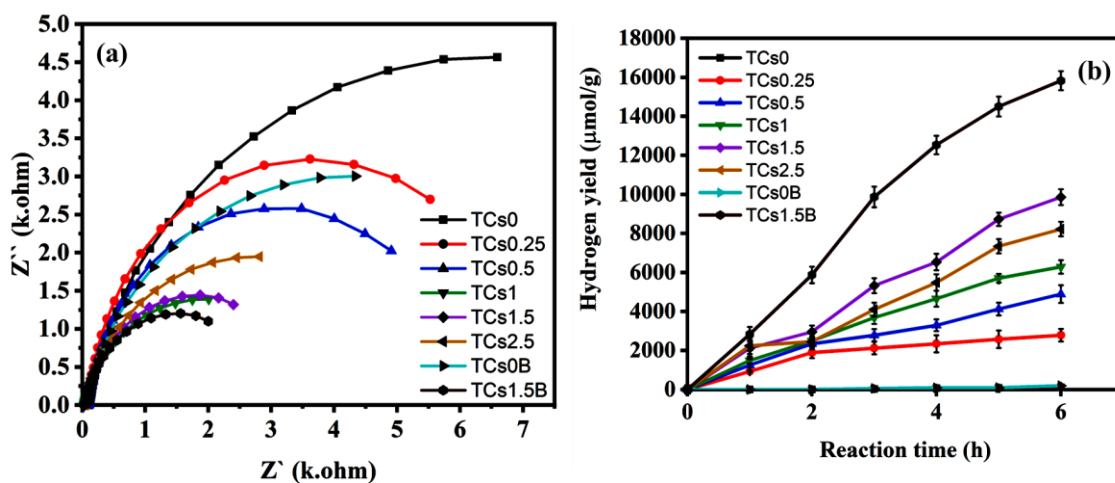 (a)
Z`` (k.ohm)
5.0
4.5
4.0
3.5
3.0
2.5
2.0
1.5
1.0
0.5
0.0
TCs0
TCs0.25
TCs0.5
TCs1
TCs1.5
TCs2.5
TCs0B
TCs1.5B
0 1 2 3 4 5 6 7
Z` (k.ohm)
(b)
Hydrogen yield (μmol/g)
18000
16000
14000
12000
10000
8000
6000
4000
2000
0
TCs0
TCs0.25
TCs0.5
TCs1
TCs1.5
TCs2.5
TCs0B
TCs1.5B
0 2 4 6
Reaction time (h)